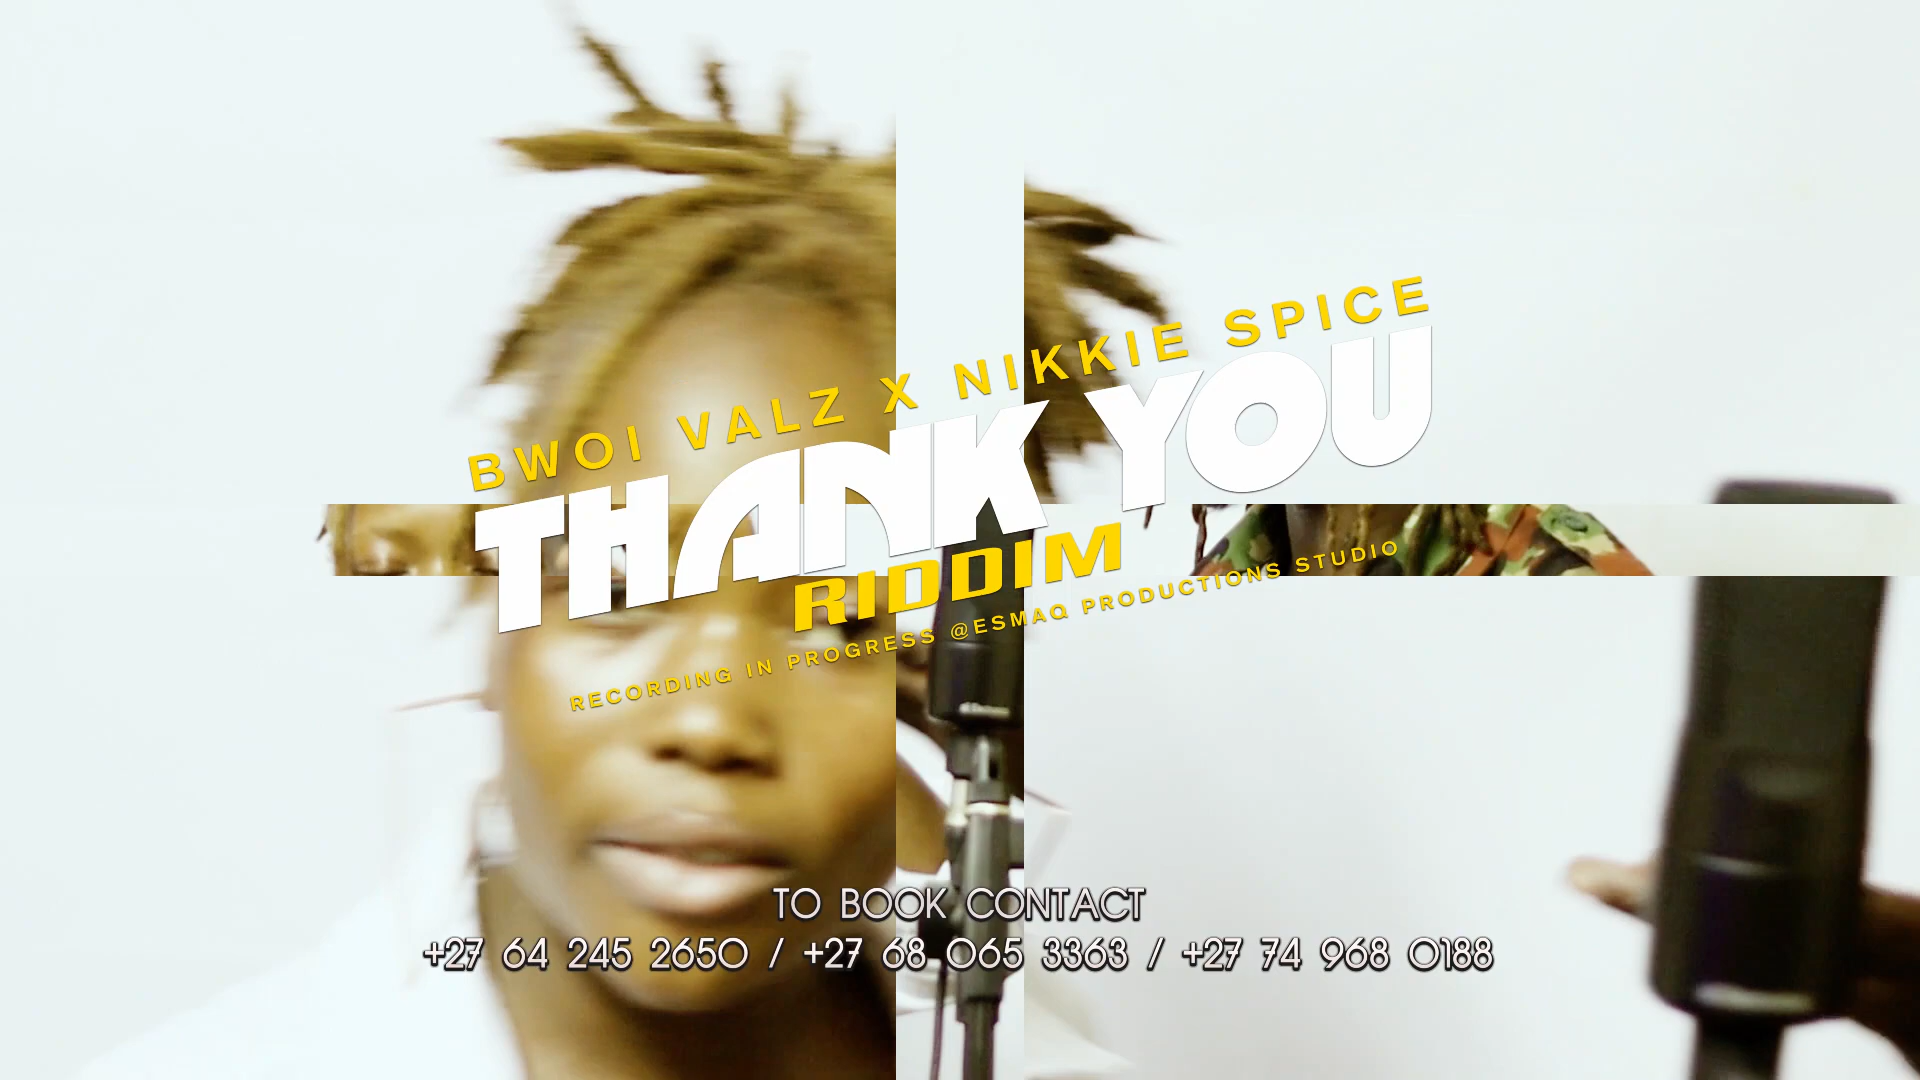 BWOI VALZ X NIKKIE SPICE
THANK YOU
RIDDIM
RECORDING IN PROGRESS @ESMAQ PRODUCTIONS STUDIO
TO BOOK CONTACT
+27 64 245 2650 / +27 68 065 3363 / +27 74 968 0188